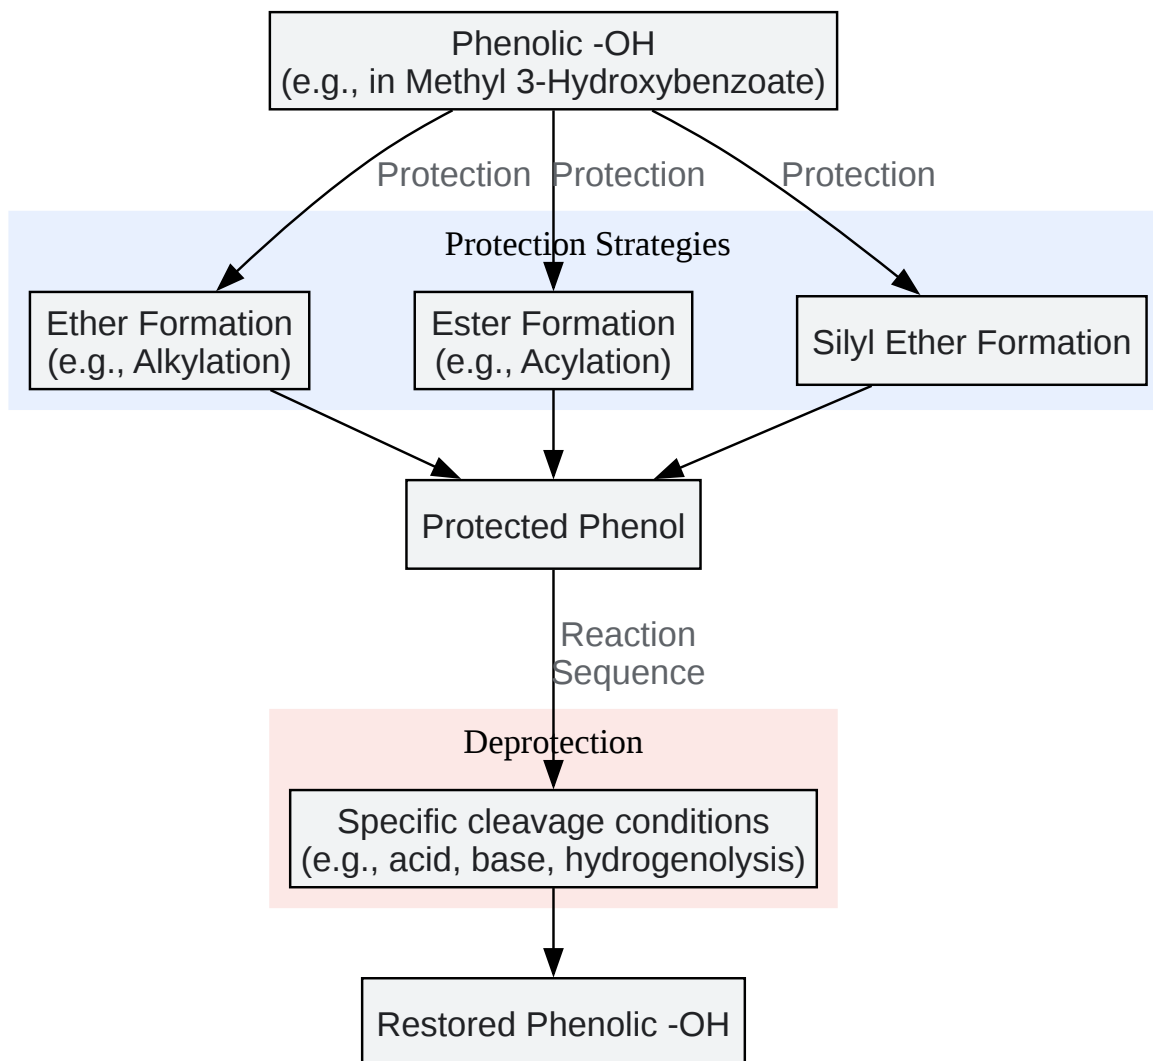 Phenolic -OH
(e.g., in Methyl 3-Hydroxybenzoate)
Protection
Protection
Protection
Protection Strategies
Ether Formation
(e.g., Alkylation)
Ester Formation
(e.g., Acylation)
Silyl Ether Formation
Protected Phenol
Reaction
Sequence
Deprotection
Specific cleavage conditions
(e.g., acid, base, hydrogenolysis)
Restored Phenolic -OH